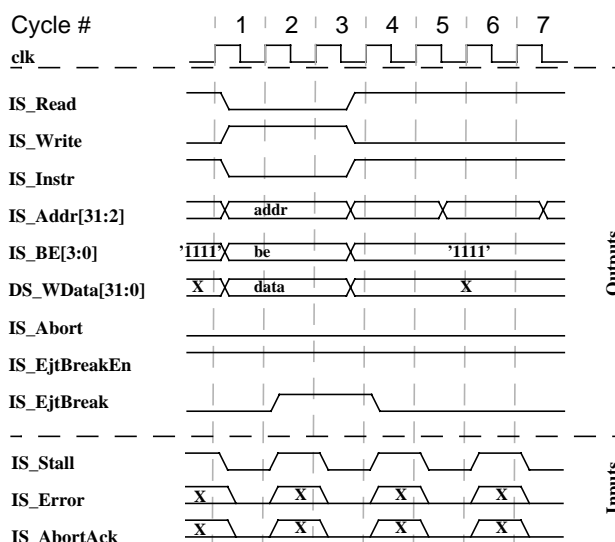 Cycle # 1 2 3 4 5 6 7
clk
IS_Read
IS_Write
IS_Instr
IS_Addr[31:2] addr
IS_BE[3:0] '1111' be '1111'
DS_WData[31:0] X data X
IS_Abort
IS_EjtBreakEn
IS_EjtBreak
Outputs
IS_Stall
IS_Error X X X X
IS_AbortAck X X X X
Inputs